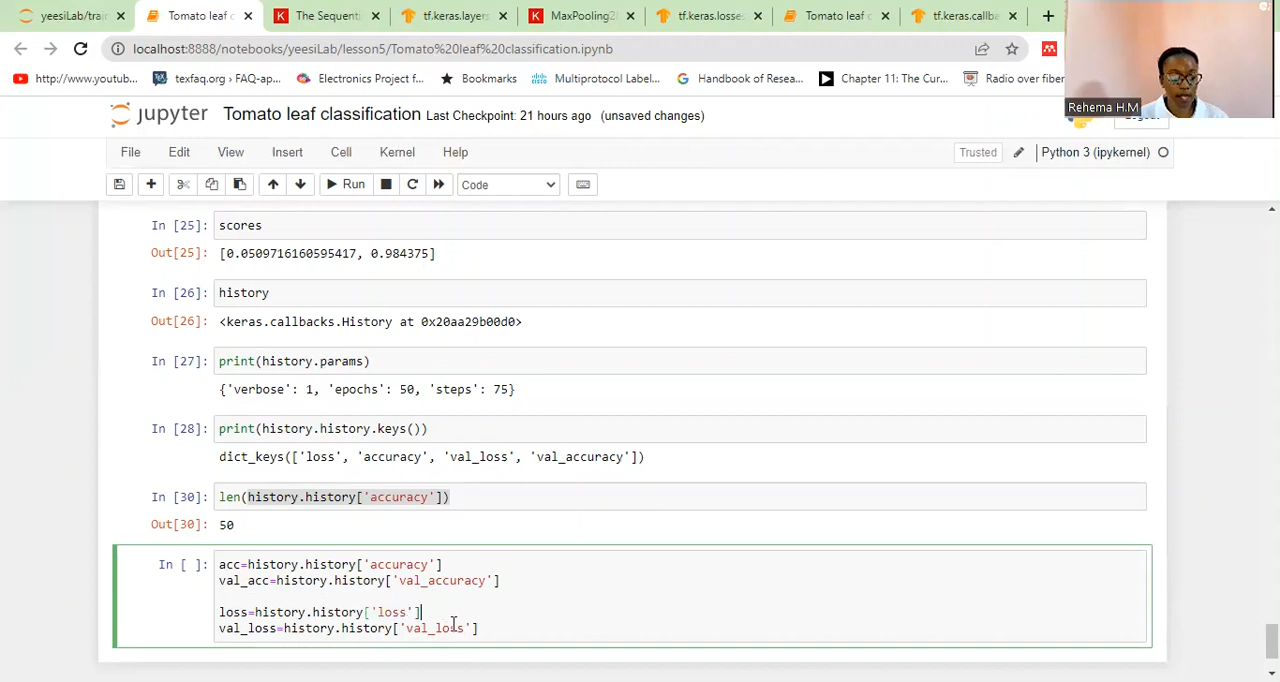 yeesiLab/trai
Tomato leaf c
The Sequenti
tf.keras.layers
MaxPooling2
tf.keras.losse
Tomato leaf c
tf.keras.callb
localhost:8888/notebooks/yeesiLab/lesson5/Tomato%20leaf%20classification.ipynb
http://www.youtub...
texfaq.org › FAQ-ap...
Electronics Project f...
Bookmarks
Multiprotocol Label...
Handbook of Resea...
Chapter 11: The Cur...
Radio over fiber
Rehema H.M
jupyter Tomato leaf classification Last Checkpoint: 21 hours ago (unsaved changes)
File Edit View Insert Cell Kernel Help
Trusted Python 3 (ipykernel)
Run Code
In [25]: scores
Out[25]: [0.0509716160595417, 0.984375]
In [26]: history
Out[26]: <keras.callbacks.History at 0x20aa29b00d0>
In [27]: print(history.params)
{'verbose': 1, 'epochs': 50, 'steps': 75}
In [28]: print(history.history.keys())
dict_keys(['loss', 'accuracy', 'val_loss', 'val_accuracy'])
In [30]: len(history.history['accuracy'])
Out[30]: 50
In [ ]: acc=history.history['accuracy']
val_acc=history.history['val_accuracy']
loss=history.history['loss']
val_loss=history.history['val_loss']